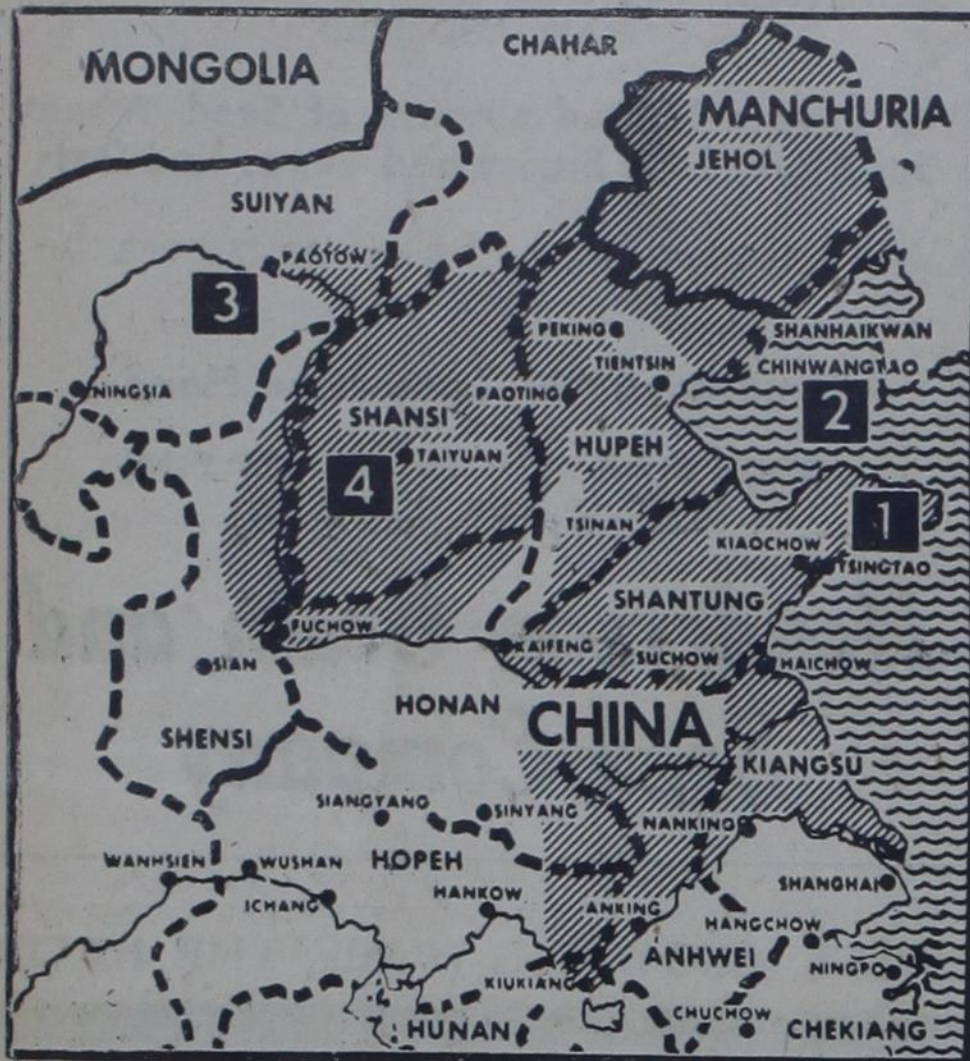 CHAHAR
MONGOLIA
MANCHURIA
JEHOL
SUIYAN
PAOTOW
3
PEKING
SHANHAIKWAN
TIENTSIN
CHINWANGTAO
NINGSIA
PAOTING
2
SHANSI
HUPEH
TAIYUAN
4
1
TSINAN
KIAOCHOW
TSINGTAO
SHANTUNG
PUCHOW
KAIFENG
SUCHOW
HAICHOW
SIAN
HONAN
CHINA
SHENSI
KIANGSU
SIANGYANG
SINYANG
NANKING
WANHSIEN
WUSHAN
HOPEH
SHANGHAI
ICHANG
HANKOW
ANKING
HANGCHOW
ANHWEI
NINGPO
KIUKIANG
CHUCHOW
HUNAN
CHEKIANG